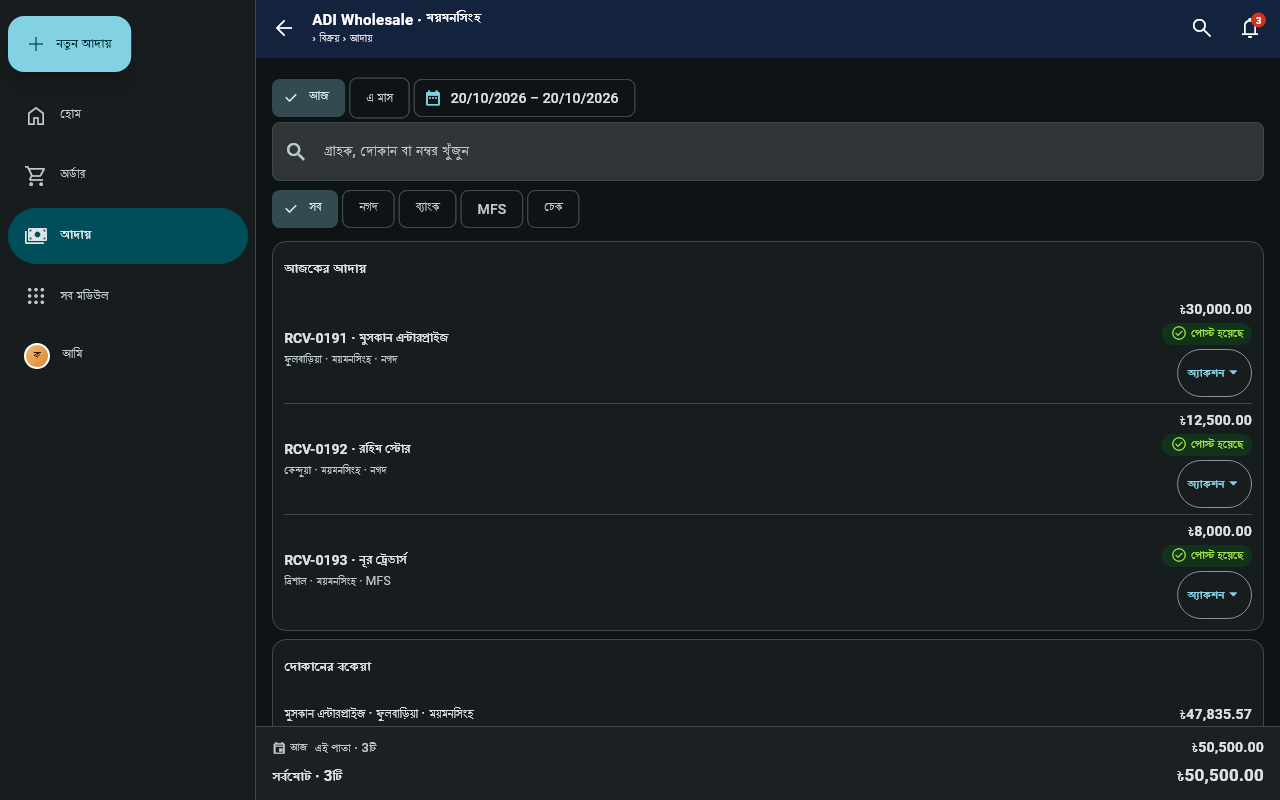 নতুন আদায়
হোম
অর্ডার
আদায়
সব মডিউল
ক
আমি
ADI Wholesale · ময়মনসিংহ
› বিক্রয় › আদায়
3
আজ
এ মাস
20/10/2026 – 20/10/2026
গ্রাহক, দোকান বা নম্বর খুঁজুন
সব
নগদ
ব্যাংক
MFS
চেক
আজকের আদায়
RCV-0191 · মুসকান এন্টারপ্রাইজ
ফুলবাড়িয়া · ময়মনসিংহ · নগদ
৳30,000.00
পোস্ট হয়েছে
অ্যাকশন
RCV-0192 · রহিম স্টোর
কেন্দুয়া · ময়মনসিংহ · নগদ
৳12,500.00
পোস্ট হয়েছে
অ্যাকশন
RCV-0193 · নূর ট্রেডার্স
ত্রিশাল · ময়মনসিংহ · MFS
৳8,000.00
পোস্ট হয়েছে
অ্যাকশন
দোকানের বকেয়া
মুসকান এন্টারপ্রাইজ · ফুলবাড়িয়া · ময়মনসিংহ
৳47,835.57
আজ এই পাতা · 3টি
৳50,500.00
সর্বমোট · 3টি
৳50,500.00